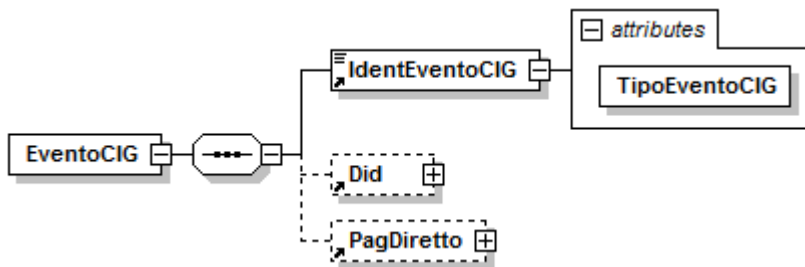 attributes
IdentEventoCIG
TipoEventoCIG
EventoCIG
Did
PagDiretto